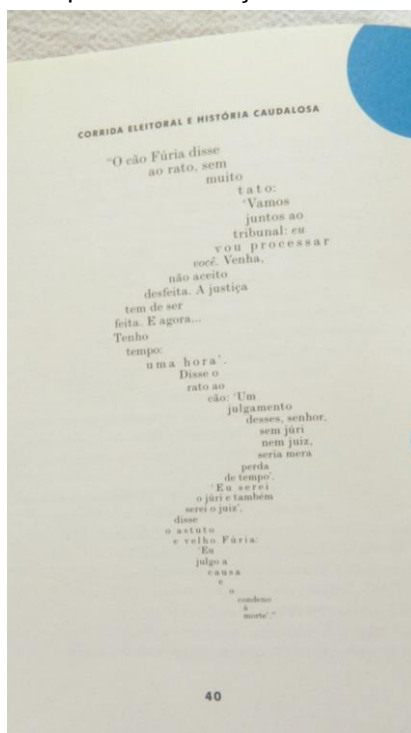 CORRIDA ELEITORAL E HISTÓRIA CAUDALOSA
“O cão Fúria disse
ao rato, sem
muito
tato:
‘Vamos
juntos ao
tribunal: eu
vou processar
você. Venha,
não aceito
desfeita. A justiça
tem de ser
feita. E agora...
Tenho
tempo:
uma hora’.
Disse o
rato ao
cão: ‘Um
julgamento
desses, senhor,
sem júri
nem juiz,
seria mera
perda
de tempo’.
‘Eu serei
o júri e também
serei o juiz’,
disse
o astuto
e velho Fúria:
‘Eu
julgo a
causa
e
o
condeno
à
morte’.”
40